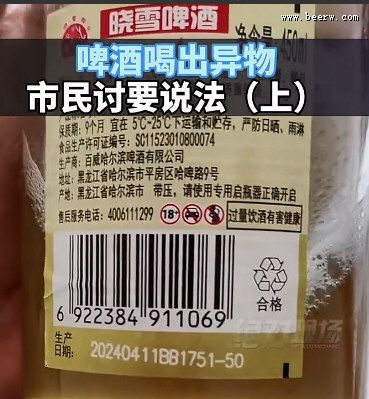 www.beerw.com
晓雪啤酒
净含量 450ml
啤酒喝出异物
市民讨要说法（上）
保质期：9个月 宜在 5℃-25℃下运输和贮存，严防日晒、雨淋
食品生产许可证编号：SC11523010800074
生产商：百威哈尔滨啤酒有限公司
地址：黑龙江省哈尔滨市平房区哈啤路9号
产地：黑龙江省哈尔滨市 带压，请使用专用启瓶器正确开启
售后服务电话：4006111299
18+
过量饮酒有害健康
合格
6 922384 911069
生产
日期：
20240411BB1751-50